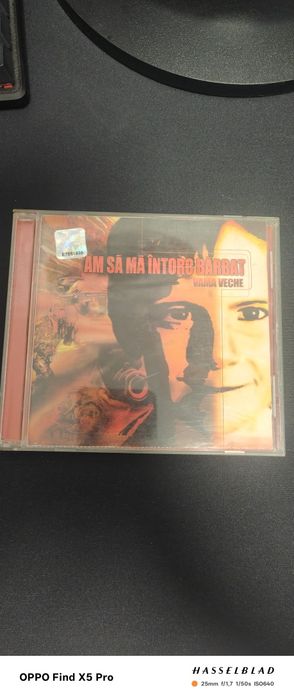 AM SĂ MĂ ÎNTORC BĂRBAT
VAMA VECHE
OPPO Find X5 Pro
HASSELBLAD
25mm f/1.7 1/50s ISO640